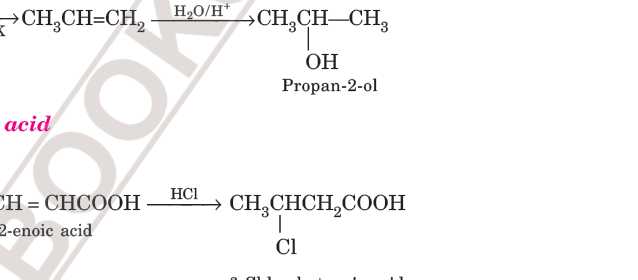 →CH₃CH=CH₂ —H₂O/H⁺→ CH₃CH—CH₃
|
OH
Propan-2-ol
acid
CH = CHCOOH —HCl→ CH₃CHCH₂COOH
2-enoic acid
|
Cl
BOOK